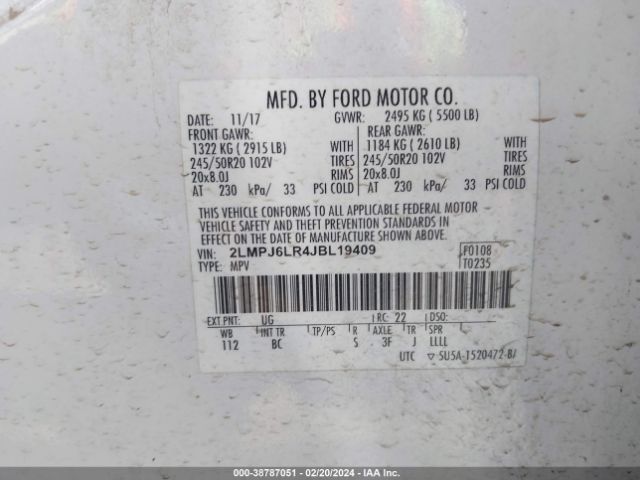 MFD. BY FORD MOTOR CO.
DATE: 11/17 GVWR: 2495 KG ( 5500 LB)
FRONT GAWR: REAR GAWR:
1322 KG ( 2915 LB) WITH 1184 KG ( 2610 LB) WITH
245/50R20 102V TIRES 245/50R20 102V TIRES
20x8.0J RIMS 20x8.0J RIMS
AT 230 kPa/ 33 PSI COLD AT 230 kPa/ 33 PSI COLD
THIS VEHICLE CONFORMS TO ALL APPLICABLE FEDERAL MOTOR
VEHICLE SAFETY AND THEFT PREVENTION STANDARDS IN
EFFECT ON THE DATE OF MANUFACTURE SHOWN ABOVE.
VIN: 2LMPJ6LR4JBL19409 F0108
TYPE: MPV T0235
EXT PNT: UG RC: 22 DSO:
WB INT TR TP/PS R AXLE TR SPR
112 BC S 3F J LLLL
UTC ▽ 5U5A-1520472-B/
000-38787051 - 02/20/2024 - IAA Inc.